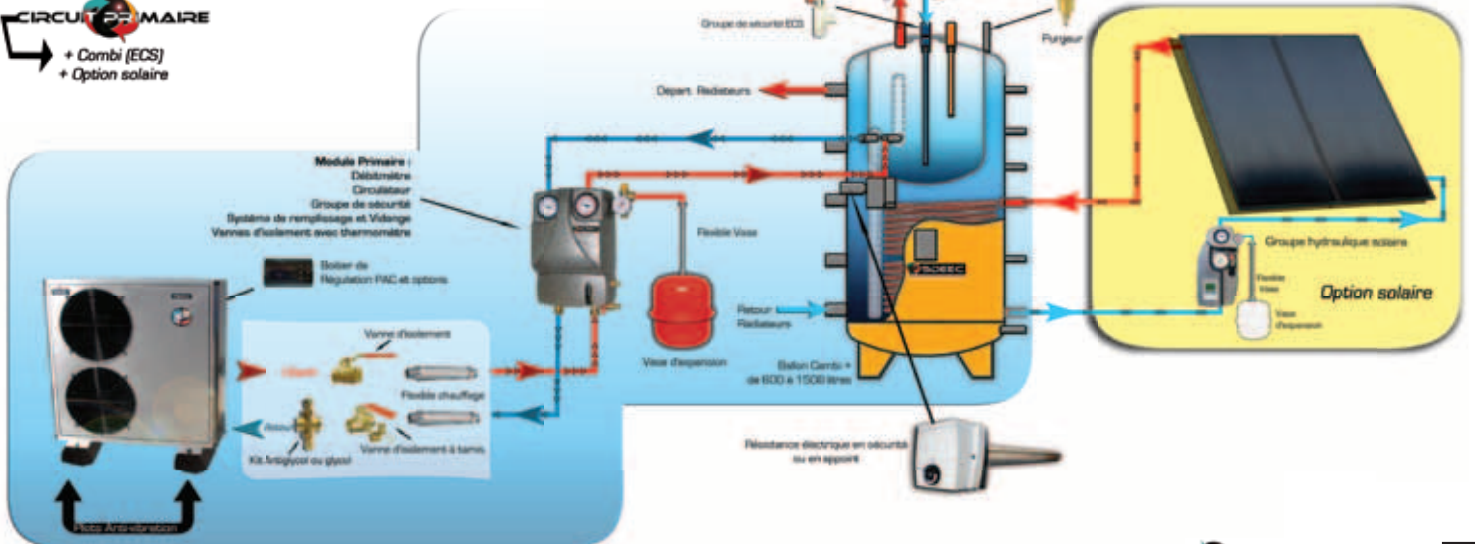 CIRCUIT PRIMAIRE
+ Combi (ECS)
+ Option solaire
Groupe de sécurité ECS
Purgeur
Départ Radiateurs
Module Primaire :
Débitmètre
Circulateur
Groupe de sécurité
Système de remplissage et Vidange
Vannes d'isolement avec thermomètre
Boitier de
Régulation PAC et options
Flexible Vase
Vanne d'isolement
Flexible chauffage
Vase d'expansion
Retour
Radiateurs
Ballon Combi +
de 600 à 1500 litres
Retour
Kit Antiglycol ou glycol
Vanne d'isolement à tamis
Résistance électrique en sécurité
ou en appoint
Groupe hydraulique solaire
Flexible
Vase
Vase
d'expansion
Option solaire
Plots Anti-vibration